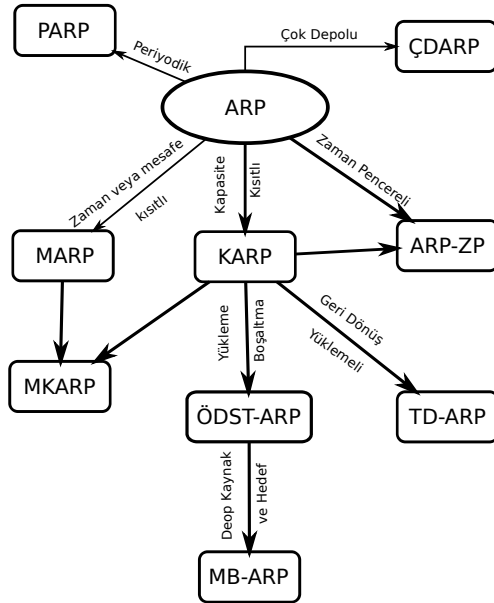 PARP
Çok Depolu
ÇDARP
Periyodik
ARP
Zaman veya mesafe
kısıtlı
Kapasite
Kısıtlı
Zaman Pencereli
MARP
KARP
ARP-ZP
Yükleme
Boşaltma
Geri Dönüş
Yüklemeli
MKARP
ÖDST-ARP
TD-ARP
Deop Kaynak
ve Hedef
MB-ARP